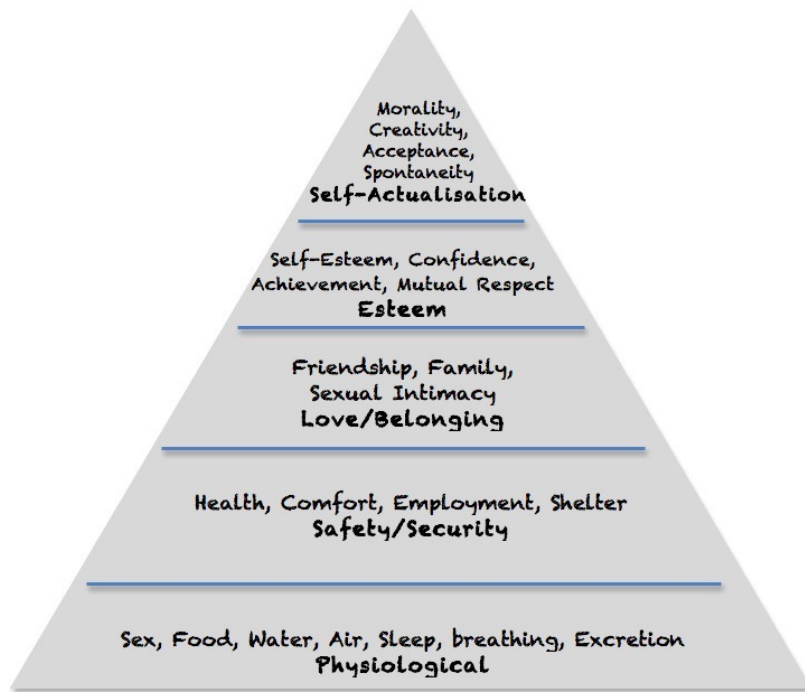 Morality,
Creativity,
Acceptance,
Spontaneity
Self-Actualisation
Self-Esteem, Confidence,
Achievement, Mutual Respect
Esteem
Friendship, Family,
Sexual Intimacy
Love/Belonging
Health, Comfort, Employment, Shelter
Safety/Security
Sex, Food, Water, Air, Sleep, breathing, Excretion
Physiological